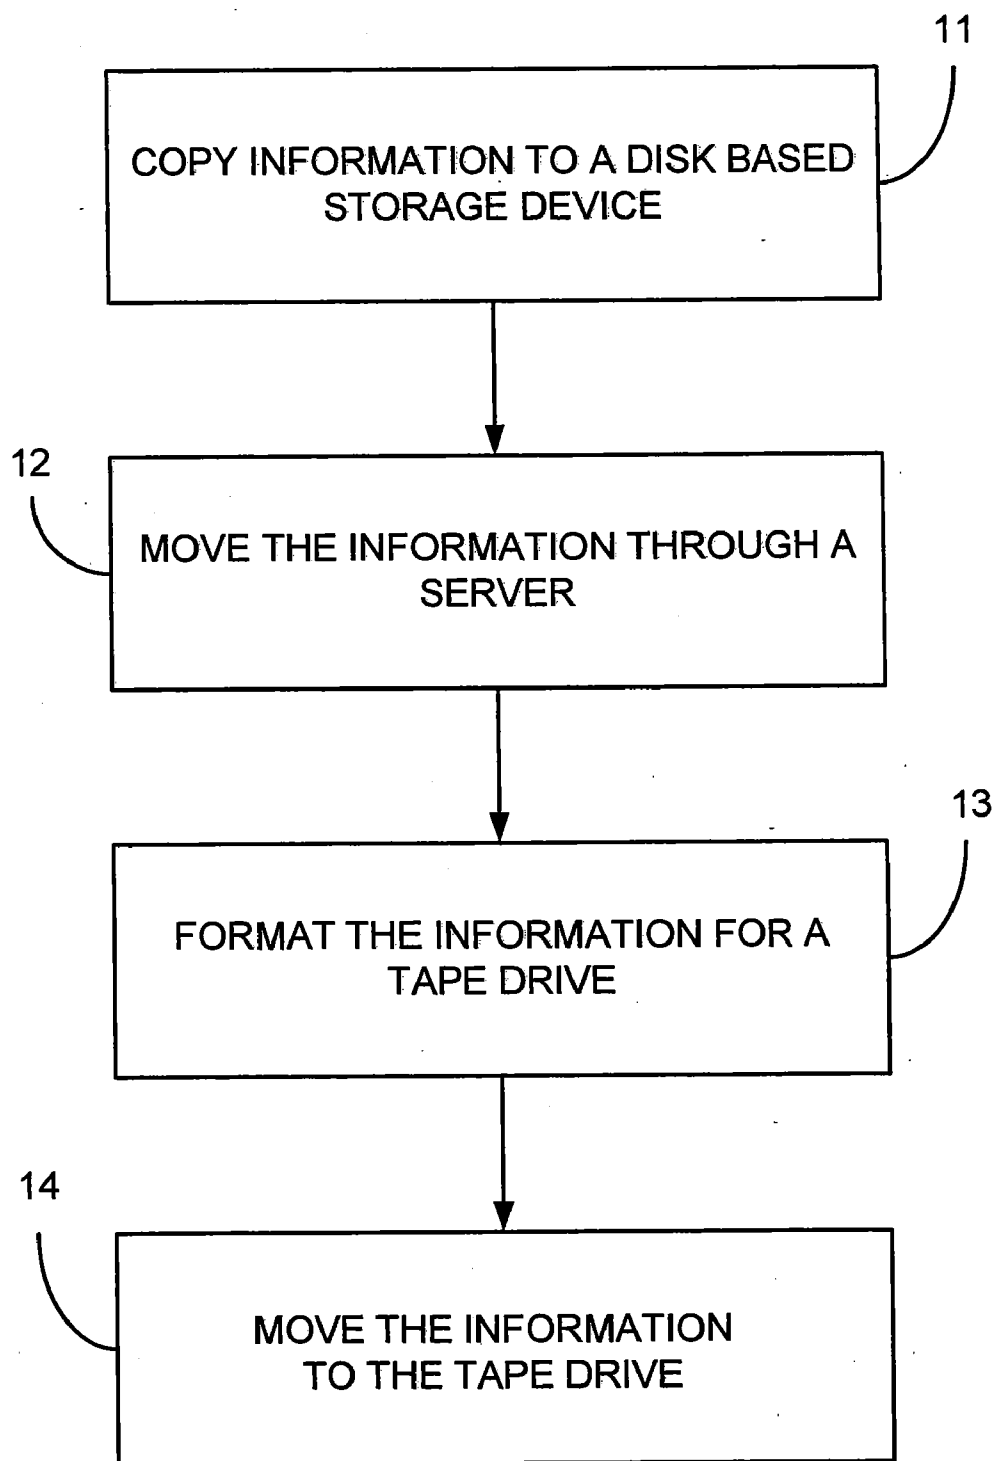 11
COPY INFORMATION TO A DISK BASED
STORAGE DEVICE
12
MOVE THE INFORMATION THROUGH A
SERVER
13
FORMAT THE INFORMATION FOR A
TAPE DRIVE
14
MOVE THE INFORMATION
TO THE TAPE DRIVE